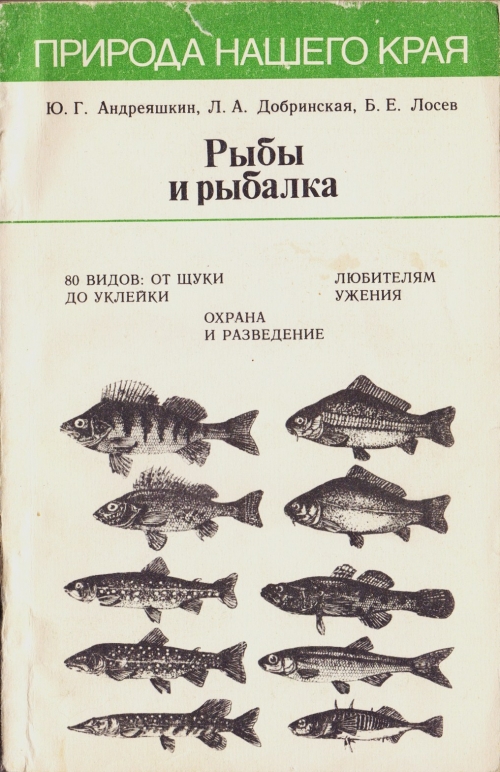 ПРИРОДА НАШЕГО КРАЯ
Ю. Г. Андреяшкин, Л. А. Добринская, Б. Е. Лосев
Рыбы
и рыбалка
80 ВИДОВ: ОТ ЩУКИ
ДО УКЛЕЙКИ
ЛЮБИТЕЛЯМ
УЖЕНИЯ
ОХРАНА
И РАЗВЕДЕНИЕ